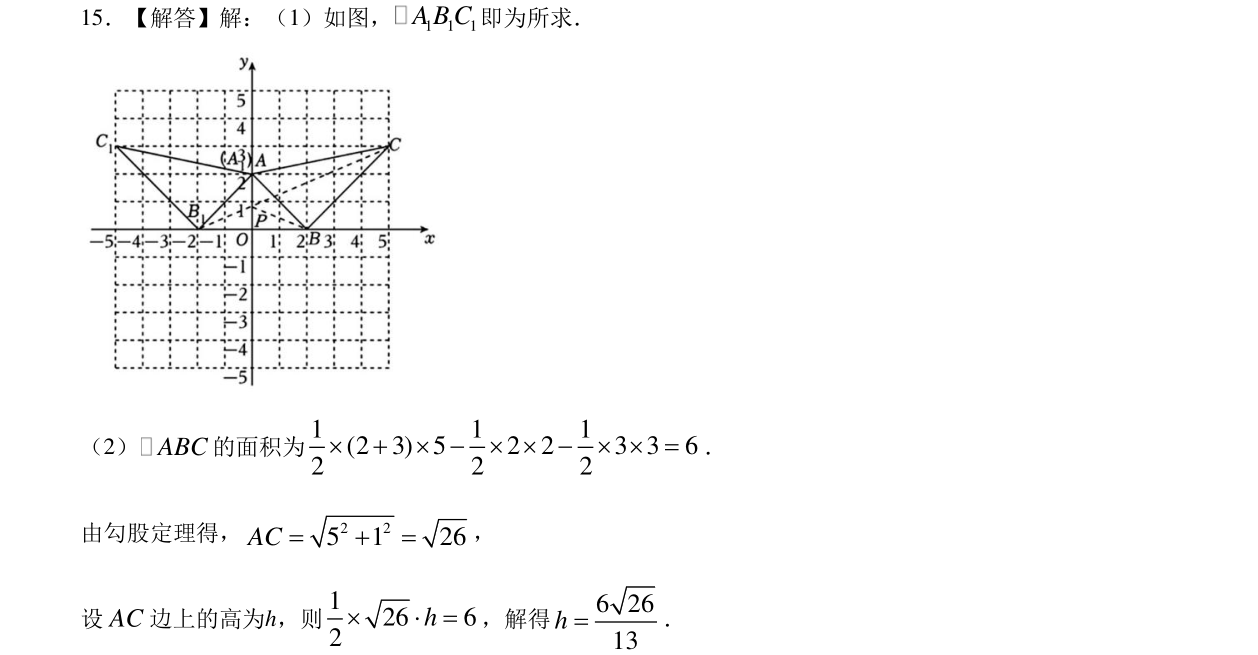 15．【解答】解：（1）如图，□A₁B₁C₁即为所求．
y
5
4
C₁ (A₁) 3 A C
2
B₁ 1 P
−5 −4 −3 −2 −1 O 1 2 B 3 4 5 x
−1
−2
−3
−4
−5
（2）□ABC的面积为 1/2×(2+3)×5−1/2×2×2−1/2×3×3=6．
由勾股定理得，AC=√(5²+1²)=√26，
设AC边上的高为h，则 1/2×√26·h=6，解得h=6√26/13．